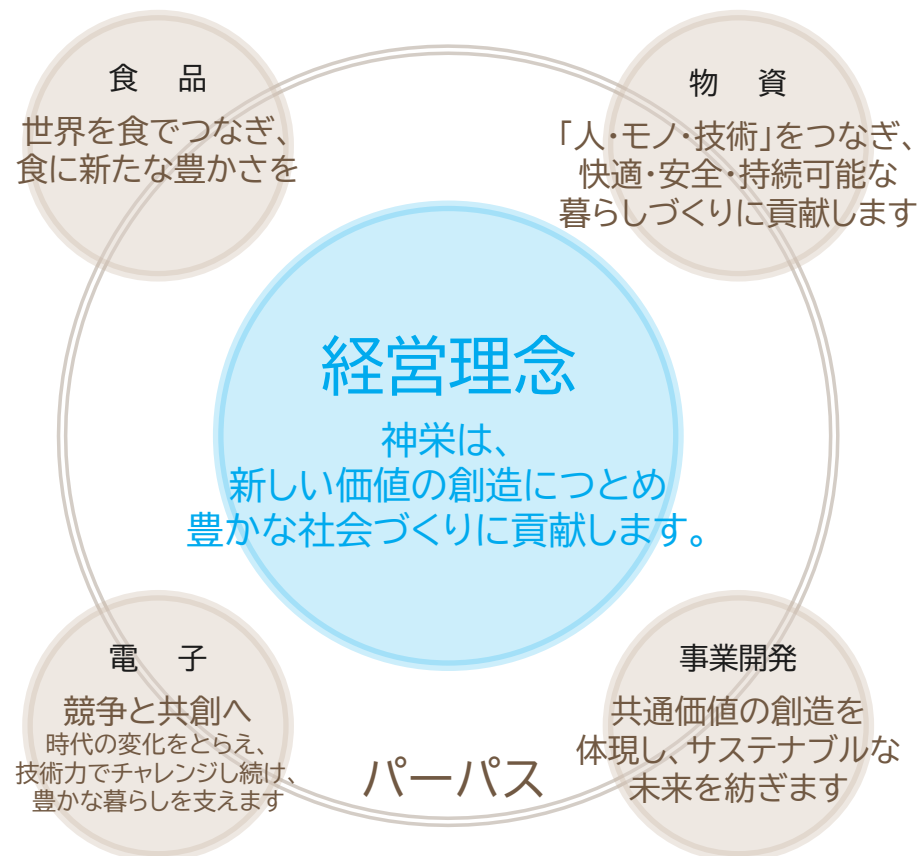 食 品
世界を食でつなぎ、
食に新たな豊かさを
物 資
「人・モノ・技術」をつなぎ、
快適・安全・持続可能な
暮らしづくりに貢献します
経営理念
神栄は、
新しい価値の創造につとめ
豊かな社会づくりに貢献します。
電 子
競争と共創へ
時代の変化をとらえ、
技術力でチャレンジし続け、
豊かな暮らしを支えます
パーパス
事業開発
共通価値の創造を
体現し、サステナブルな
未来を紡ぎます